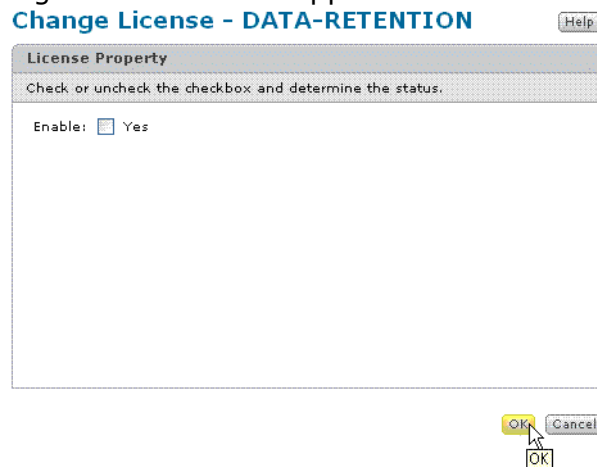 Change License - DATA-RETENTION
Help
License Property
Check or uncheck the checkbox and determine the status.
Enable: Yes
OK Cancel
OK